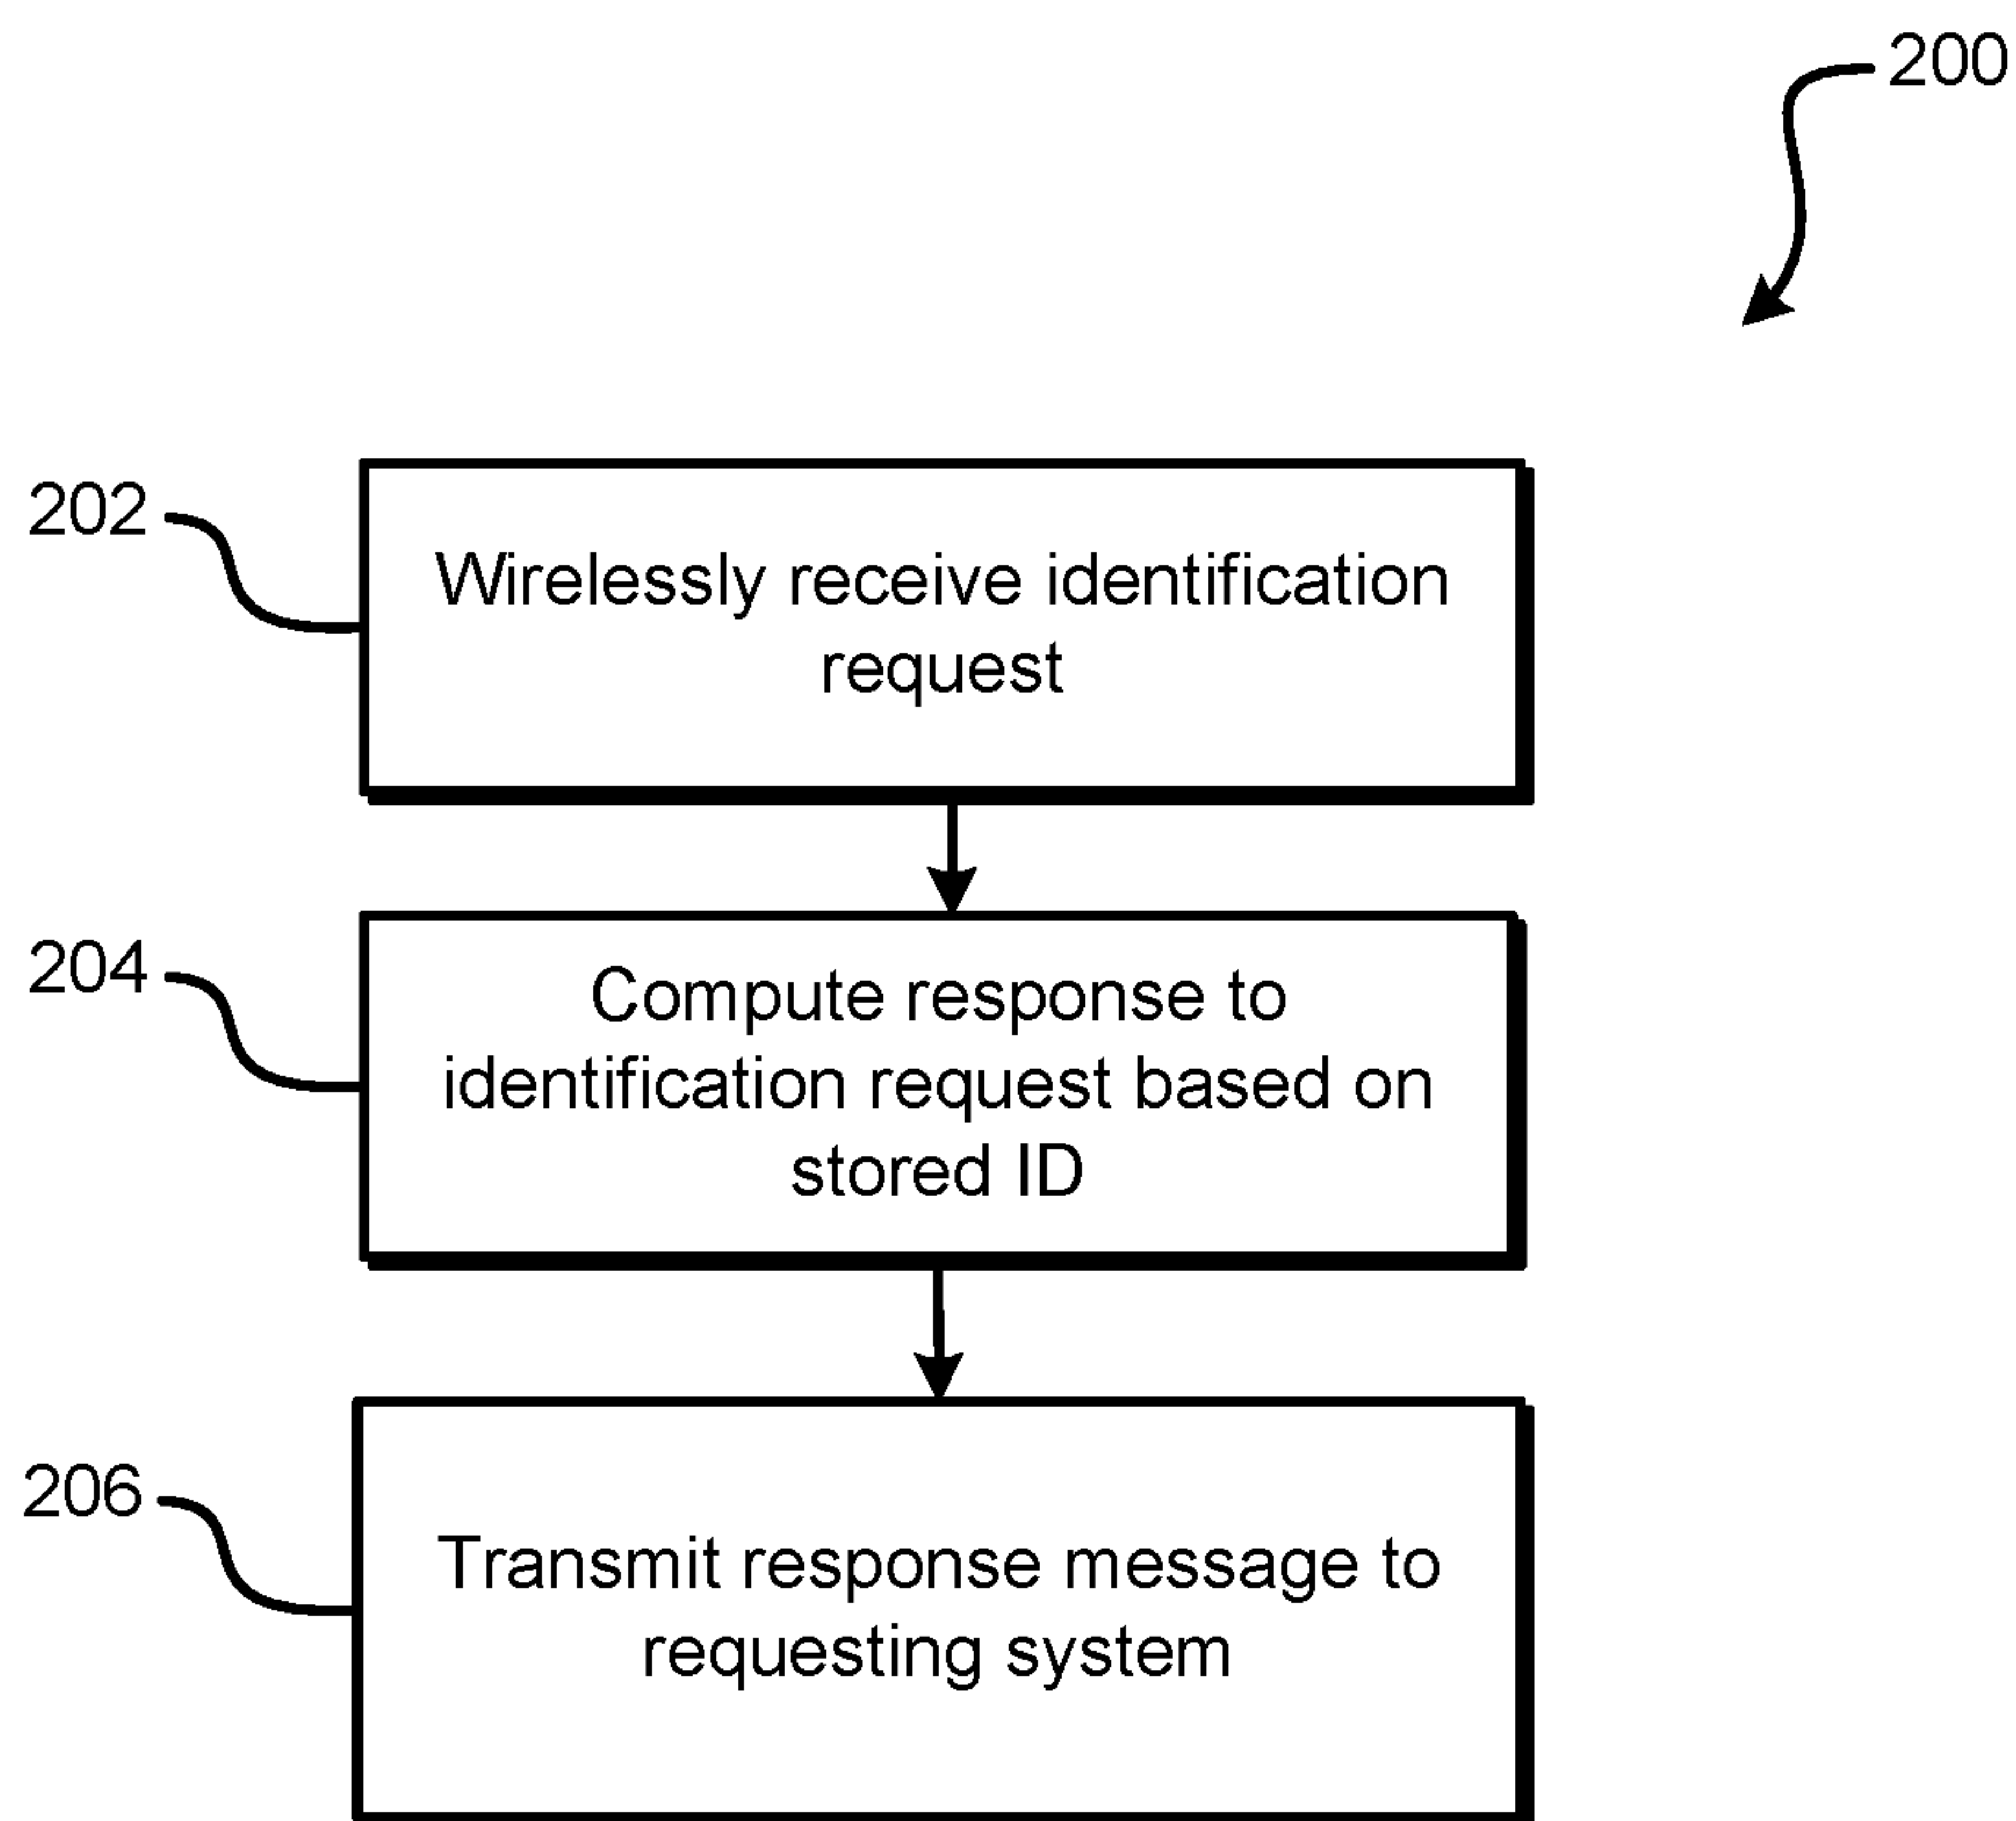 200
202
Wirelessly receive identification
request
204
Compute response to
identification request based on
stored ID
206
Transmit response message to
requesting system